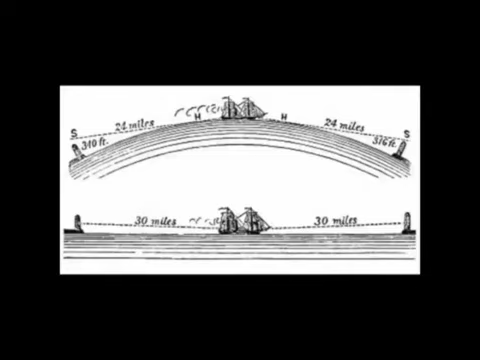 H H
S 24 miles 24 miles S
310 ft. 316 ft.
30 miles 30 miles